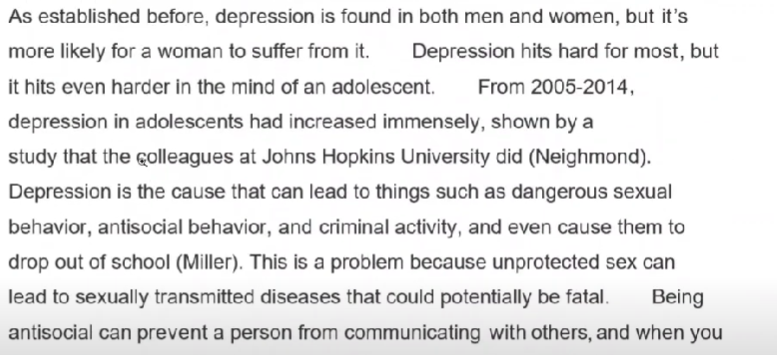 As established before, depression is found in both men and women, but it's
more likely for a woman to suffer from it. Depression hits hard for most, but
it hits even harder in the mind of an adolescent. From 2005-2014,
depression in adolescents had increased immensely, shown by a
study that the colleagues at Johns Hopkins University did (Neighmond).
Depression is the cause that can lead to things such as dangerous sexual
behavior, antisocial behavior, and criminal activity, and even cause them to
drop out of school (Miller). This is a problem because unprotected sex can
lead to sexually transmitted diseases that could potentially be fatal. Being
antisocial can prevent a person from communicating with others, and when you